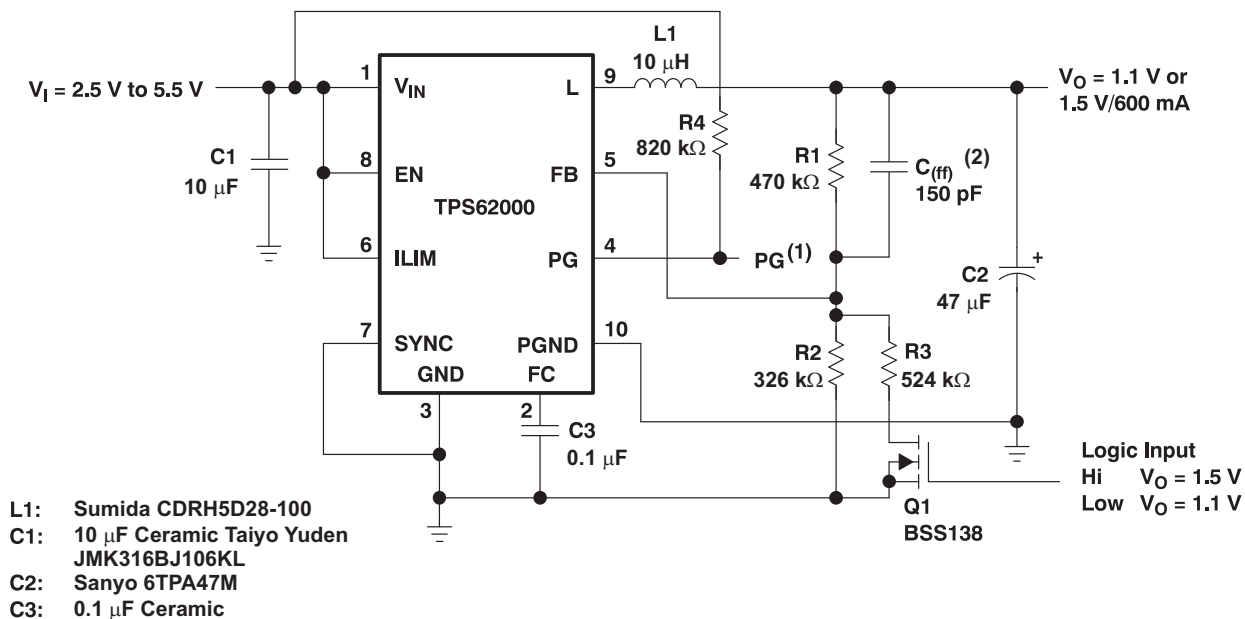 L1
10 μH
V_I = 2.5 V to 5.5 V
1
V_IN
L
9
V_O = 1.1 V or
1.5 V/600 mA
C1
10 μF
8
EN
FB
5
R4
820 kΩ
R1
470 kΩ
C_(ff) (2)
150 pF
TPS62000
6
ILIM
PG
4
PG(1)
C2
47 μF
+
7
SYNC
PGND
10
GND
FC
3
2
C3
0.1 μF
R2
326 kΩ
R3
524 kΩ
Q1
BSS138
Logic Input
Hi V_O = 1.5 V
Low V_O = 1.1 V
L1: Sumida CDRH5D28-100
C1: 10 μF Ceramic Taiyo Yuden
JMK316BJ106KL
C2: Sanyo 6TPA47M
C3: 0.1 μF Ceramic